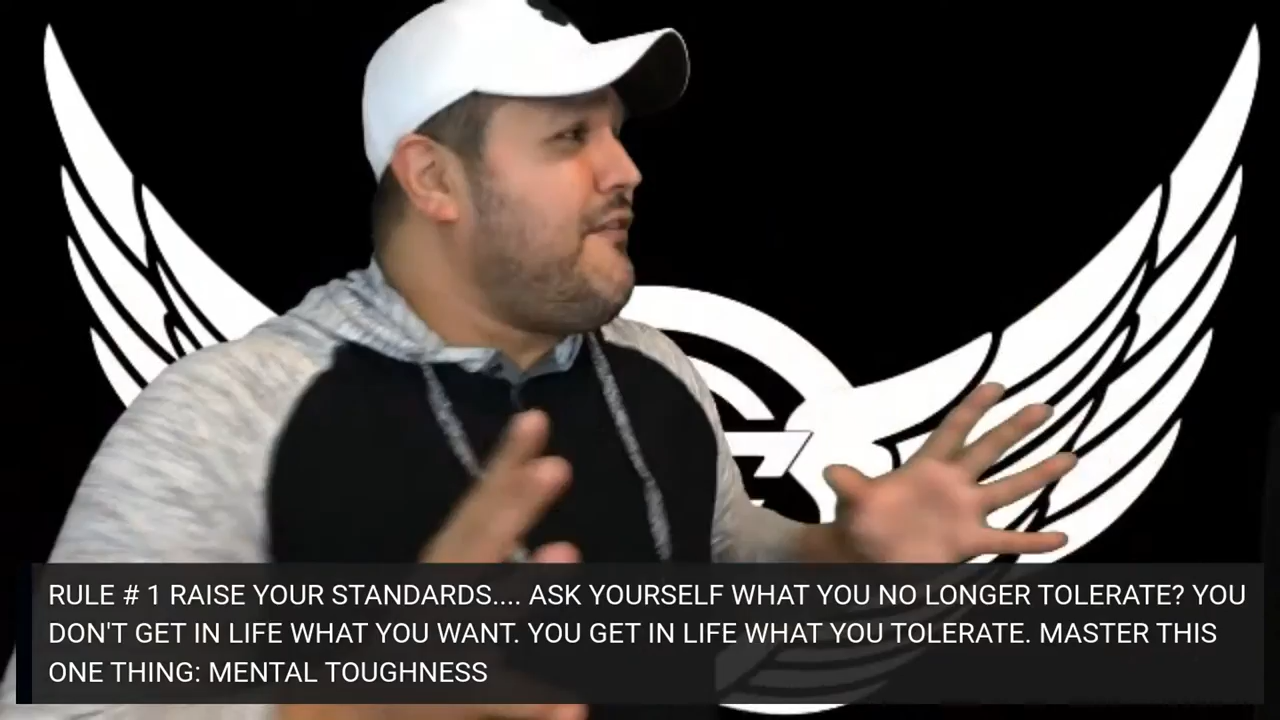 RULE # 1 RAISE YOUR STANDARDS.... ASK YOURSELF WHAT YOU NO LONGER TOLERATE? YOU
DON'T GET IN LIFE WHAT YOU WANT. YOU GET IN LIFE WHAT YOU TOLERATE. MASTER THIS
ONE THING: MENTAL TOUGHNESS